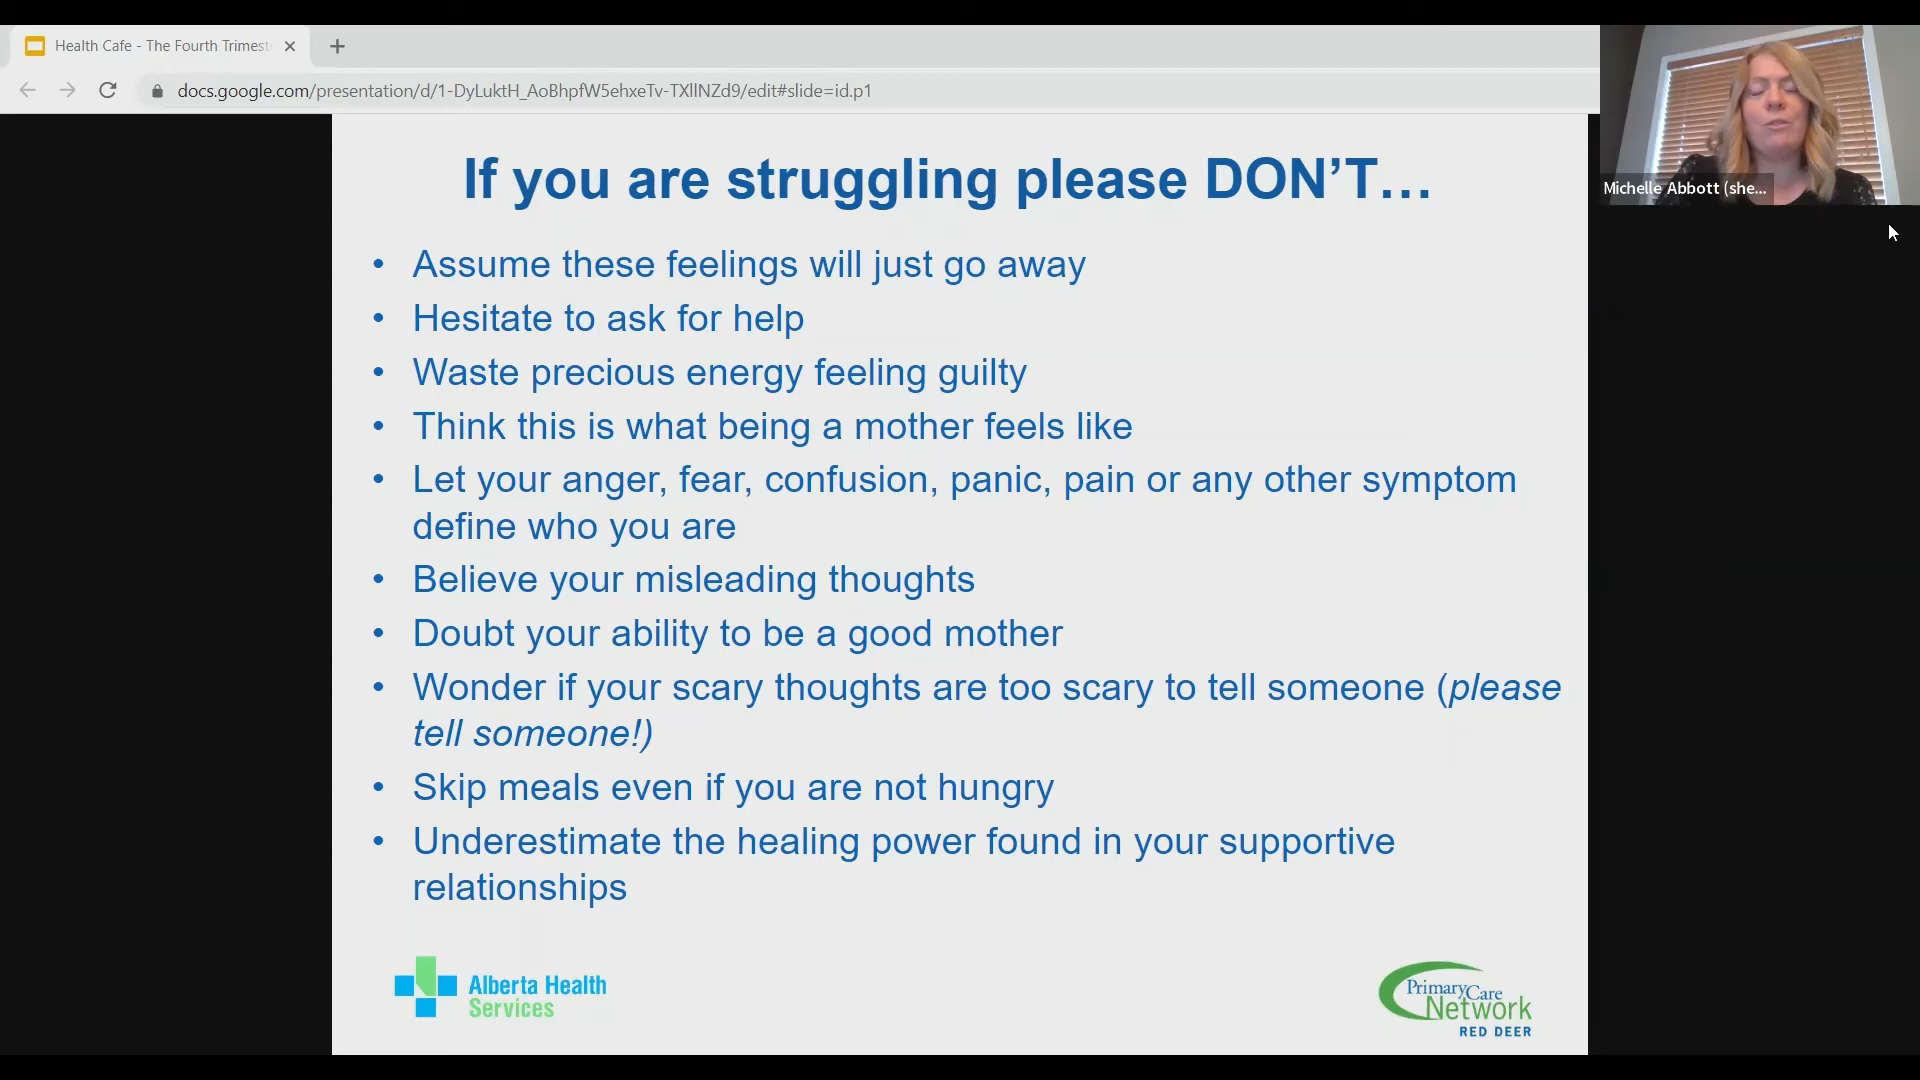 Health Cafe - The Fourth Trimest
docs.google.com/presentation/d/1-DyLuktH_AoBhpfW5ehxeTv-TXllNZd9/edit#slide=id.p1
Michelle Abbott (she...
If you are struggling please DON’T…
• Assume these feelings will just go away
• Hesitate to ask for help
• Waste precious energy feeling guilty
• Think this is what being a mother feels like
• Let your anger, fear, confusion, panic, pain or any other symptom
define who you are
• Believe your misleading thoughts
• Doubt your ability to be a good mother
• Wonder if your scary thoughts are too scary to tell someone (please
tell someone!)
• Skip meals even if you are not hungry
• Underestimate the healing power found in your supportive
relationships
Alberta Health
Services
PrimaryCare
Network
RED DEER